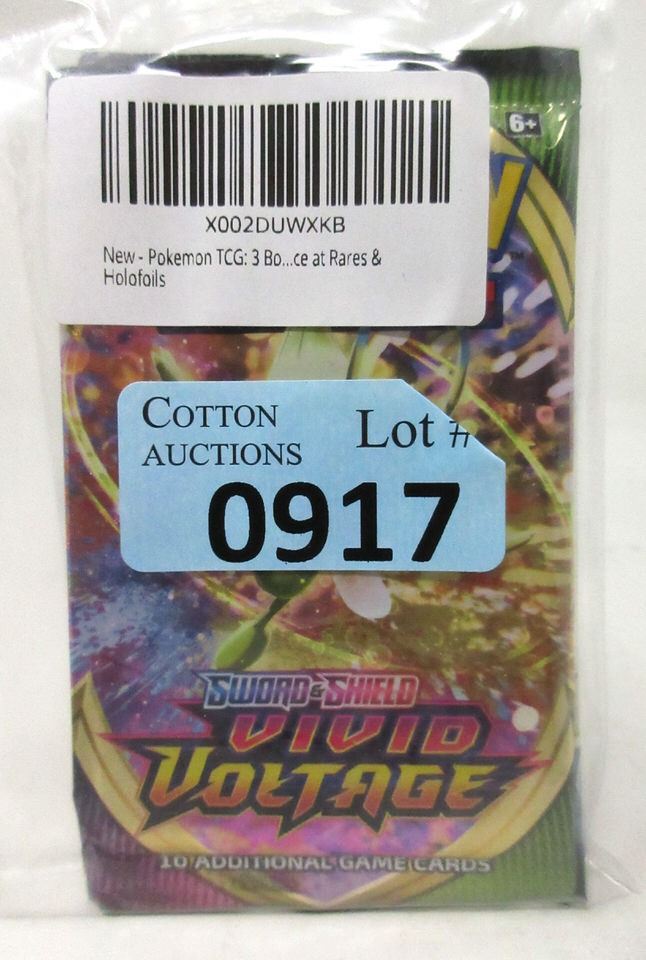 6+
X002DUWXKB
New - Pokemon TCG: 3 Bo...ce at Rares &
Holofoils
TM
COTTON
AUCTIONS
Lot #
0917
SWORD & SHIELD
VIVID
VOLTAGE
10 ADDITIONAL GAME CARDS